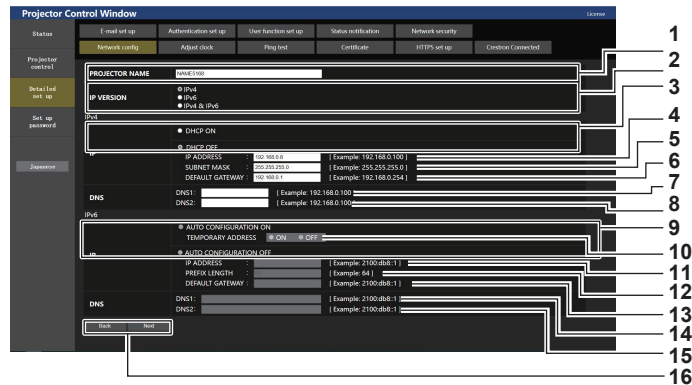 Projector Control Window
License
Status
E-mail set up
Authentication set up
User function set up
Status notification
Network security
Network config
Adjust clock
Ping test
Certificate
HTTPS set up
Crestron Connected
Projector
control
Detailed
set up
Set up
password
Japanese
PROJECTOR NAME
NAME5168
IP VERSION
IPv4
IPv6
IPv4 & IPv6
IPv4
IP
DHCP ON
DHCP OFF
IP ADDRESS : 192.168.0.8 [ Example: 192.168.0.100 ]
SUBNET MASK : 255.255.255.0 [ Example: 255.255.255.0 ]
DEFAULT GATEWAY : 192.168.0.1 [ Example: 192.168.0.254 ]
DNS
DNS1: [ Example: 192.168.0.100 ]
DNS2: [ Example: 192.168.0.100 ]
IPv6
IP
AUTO CONFIGURATION ON
TEMPORARY ADDRESS ON OFF
AUTO CONFIGURATION OFF
IP ADDRESS : [ Example: 2100:db8::1 ]
PREFIX LENGTH : [ Example: 64 ]
DEFAULT GATEWAY : [ Example: 2100:db8::1 ]
DNS
DNS1: [ Example: 2100:db8::1 ]
DNS2: [ Example: 2100:db8::1 ]
Back Next
1
2
3
4
5
6
7
8
9
10
11
12
13
14
15
16